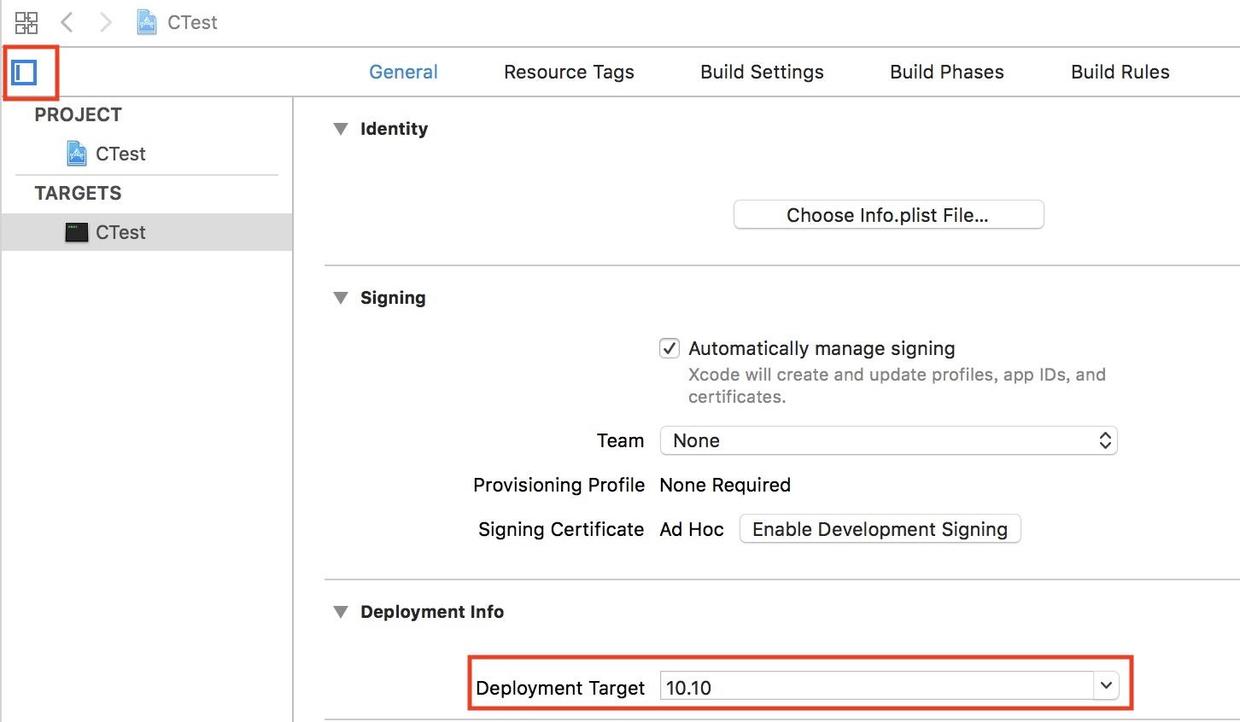 CTest
General Resource Tags Build Settings Build Phases Build Rules
PROJECT
CTest
TARGETS
CTest
Identity
Choose Info.plist File...
Signing
Automatically manage signing
Xcode will create and update profiles, app IDs, and
certificates.
Team None
Provisioning Profile None Required
Signing Certificate Ad Hoc Enable Development Signing
Deployment Info
Deployment Target 10.10